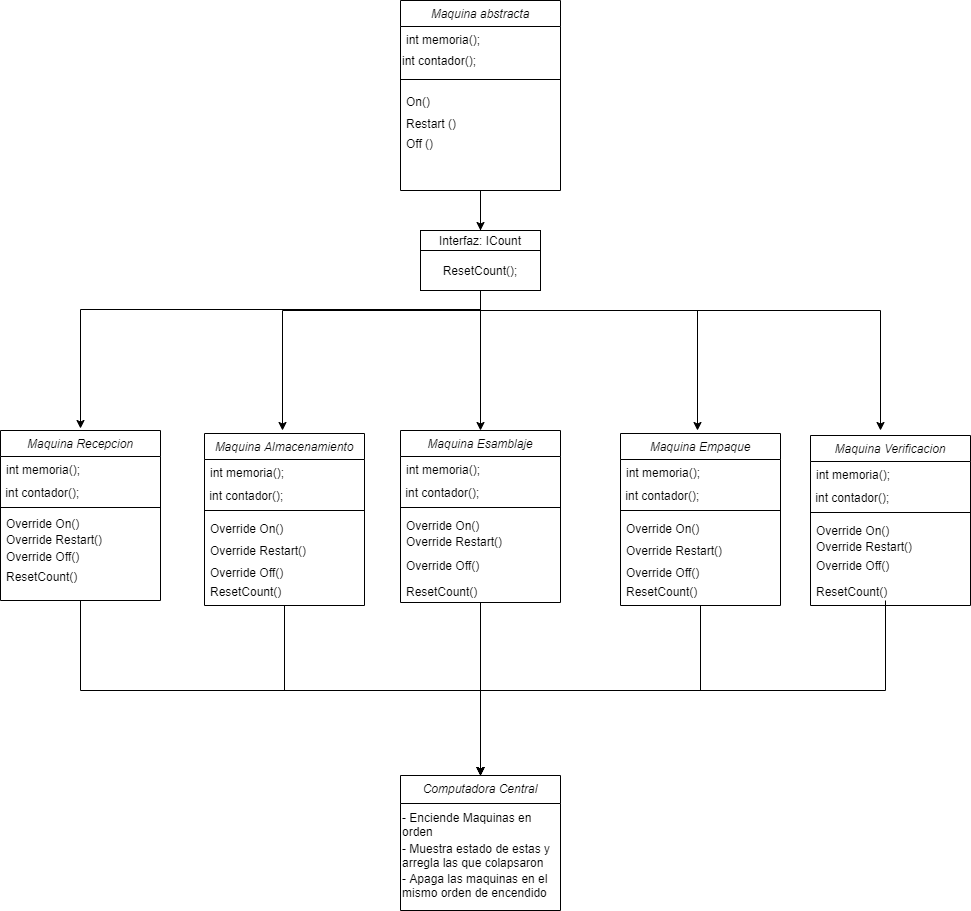 Maquina abstracta
int memoria();
int contador();
On()
Restart ()
Off ()
Interfaz: ICount
ResetCount();
Maquina Recepcion
int memoria();
int contador();
Override On()
Override Restart()
Override Off()
ResetCount()
Maquina Almacenamiento
int memoria();
int contador();
Override On()
Override Restart()
Override Off()
ResetCount()
Maquina Esamblaje
int memoria();
int contador();
Override On()
Override Restart()
Override Off()
ResetCount()
Maquina Empaque
int memoria();
int contador();
Override On()
Override Restart()
Override Off()
ResetCount()
Maquina Verificacion
int memoria();
int contador();
Override On()
Override Restart()
Override Off()
ResetCount()
Computadora Central
- Enciende Maquinas en
orden
- Muestra estado de estas y
arregla las que colapsaron
- Apaga las maquinas en el
mismo orden de encendido